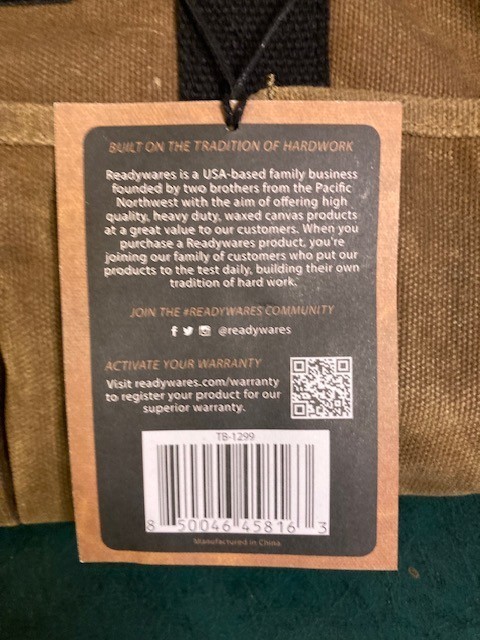 BUILT ON THE TRADITION OF HARDWORK
Readywares is a USA-based family business
founded by two brothers from the Pacific
Northwest with the aim of offering high
quality, heavy duty, waxed canvas products
at a great value to our customers. When you
purchase a Readywares product, you're
joining our family of customers who put our
products to the test daily, building their own
tradition of hard work.
JOIN THE #READYWARES COMMUNITY
@readywares
ACTIVATE YOUR WARRANTY
Visit readywares.com/warranty
to register your product for our
superior warranty.
TB-1299
8 50046 45816 3
Manufactured in China